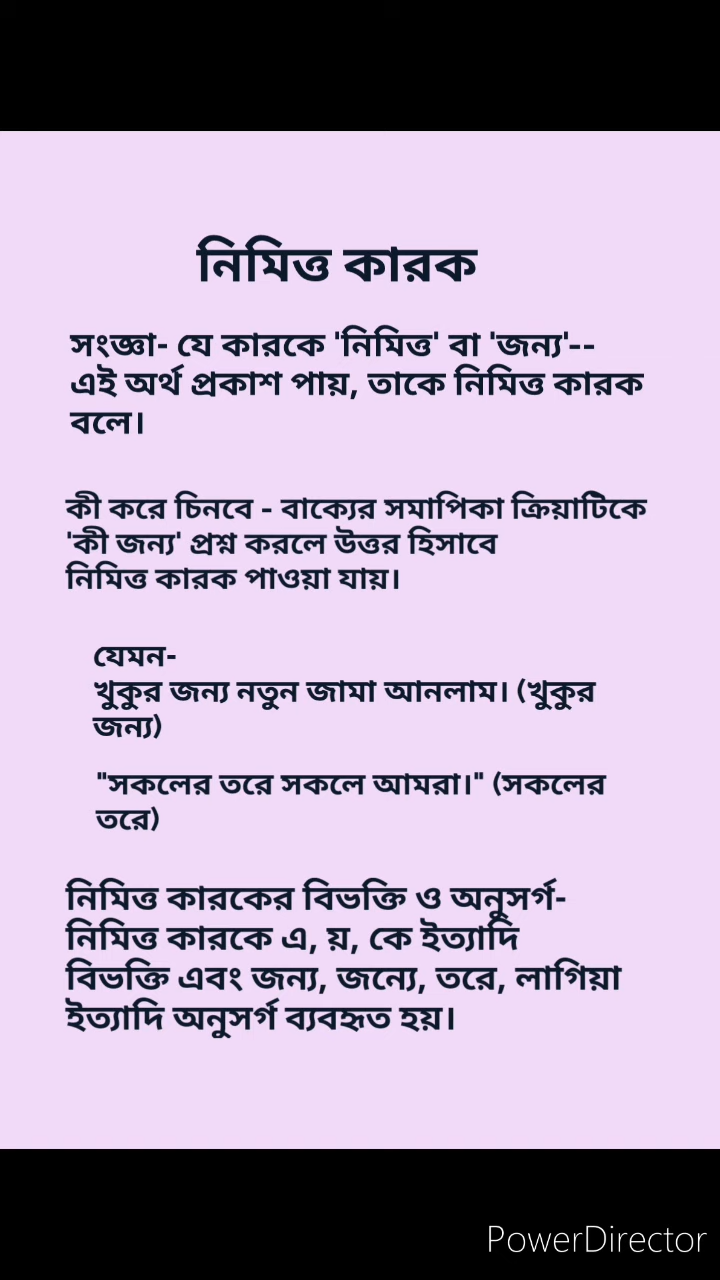 নিমিত্ত কারক
সংজ্ঞা- যে কারকে 'নিমিত্ত' বা 'জন্য'--
এই অর্থ প্রকাশ পায়, তাকে নিমিত্ত কারক
বলে।
কী করে চিনবে - বাক্যের সমাপিকা ক্রিয়াটিকে
'কী জন্য' প্রশ্ন করলে উত্তর হিসাবে
নিমিত্ত কারক পাওয়া যায়।
যেমন-
খুকুর জন্য নতুন জামা আনলাম। (খুকুর
জন্য)
"সকলের তরে সকলে আমরা।" (সকলের
তরে)
নিমিত্ত কারকের বিভক্তি ও অনুসর্গ-
নিমিত্ত কারকে এ, য়, কে ইত্যাদি
বিভক্তি এবং জন্য, জন্যে, তরে, লাগিয়া
ইত্যাদি অনুসর্গ ব্যবহৃত হয়।
PowerDirector